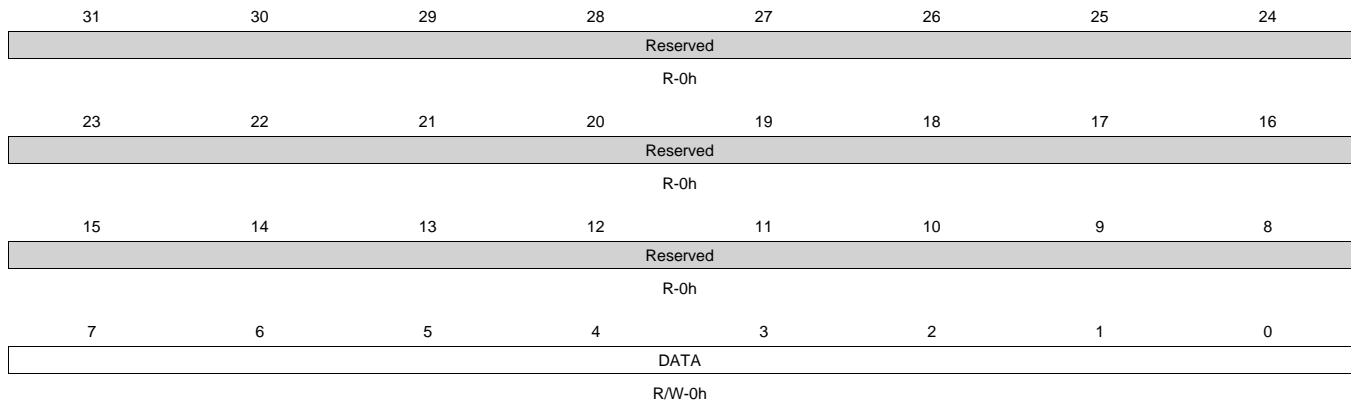 31 30 29 28 27 26 25 24
Reserved
R-0h
23 22 21 20 19 18 17 16
Reserved
R-0h
15 14 13 12 11 10 9 8
Reserved
R-0h
7 6 5 4 3 2 1 0
DATA
R/W-0h